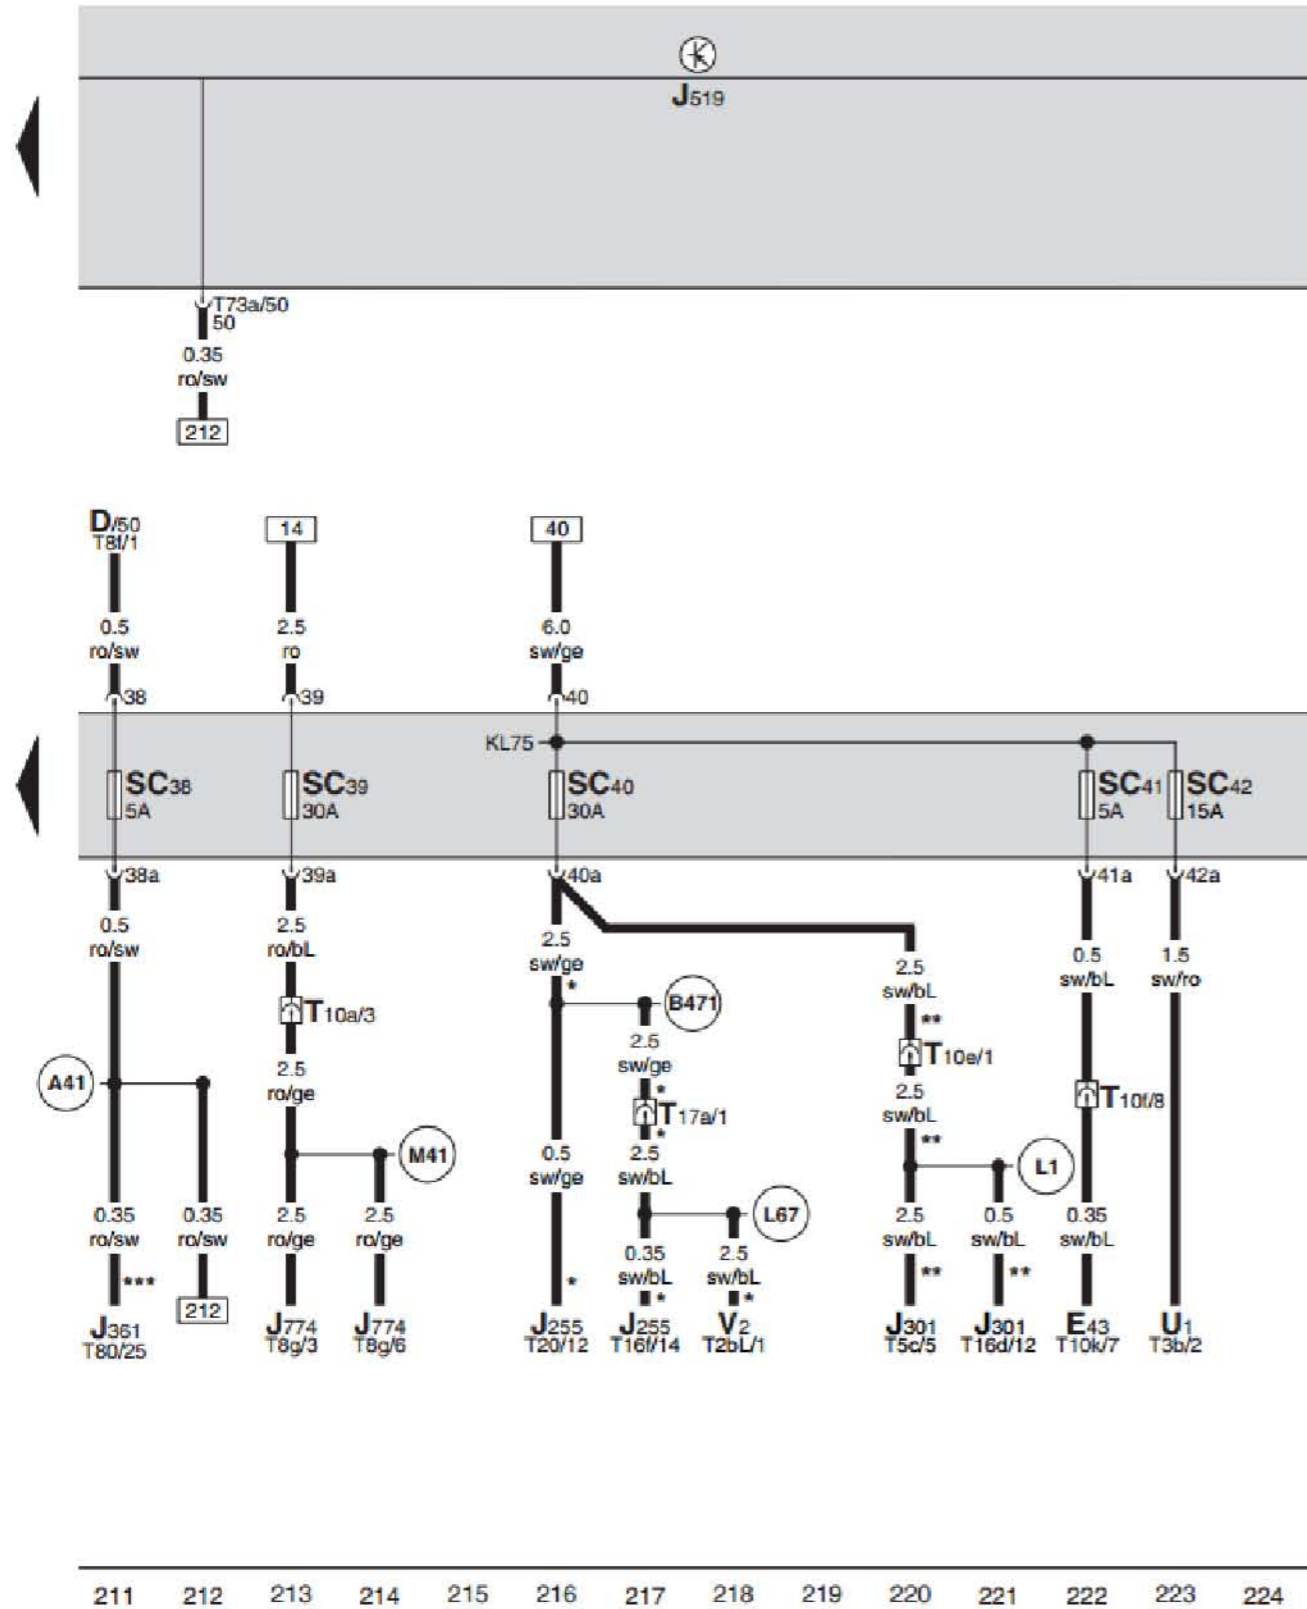 J519
T73a/50
50
0.35
ro/sw
212
D/50
T8f/1
14
40
0.5
ro/sw
2.5
ro
6.0
sw/ge
38
39
40
KL75
SC38
5A
SC39
30A
SC40
30A
SC41
5A
SC42
15A
38a
39a
40a
41a
42a
0.5
ro/sw
2.5
ro/bL
2.5
sw/ge
*
2.5
sw/bL
**
0.5
sw/bL
1.5
sw/ro
B471
T10a/3
2.5
sw/ge
*
T10e/1
A41
2.5
ro/ge
T17a/1
*
2.5
sw/bL
**
T10f/8
M41
0.5
sw/ge
2.5
sw/bL
L1
0.35
ro/sw
***
0.35
ro/sw
2.5
ro/ge
2.5
ro/ge
*
L67
0.35
sw/bL
*
2.5
sw/bL
*
2.5
sw/bL
**
0.5
sw/bL
**
0.35
sw/bL
212
J361
T80/25
J774
T8g/3
J774
T8g/6
J255
T20/12
J255
T16f/14
V2
T2bL/1
J301
T5c/5
J301
T16d/12
E43
T10k/7
U1
T3b/2
211 212 213 214 215 216 217 218 219 220 221 222 223 224